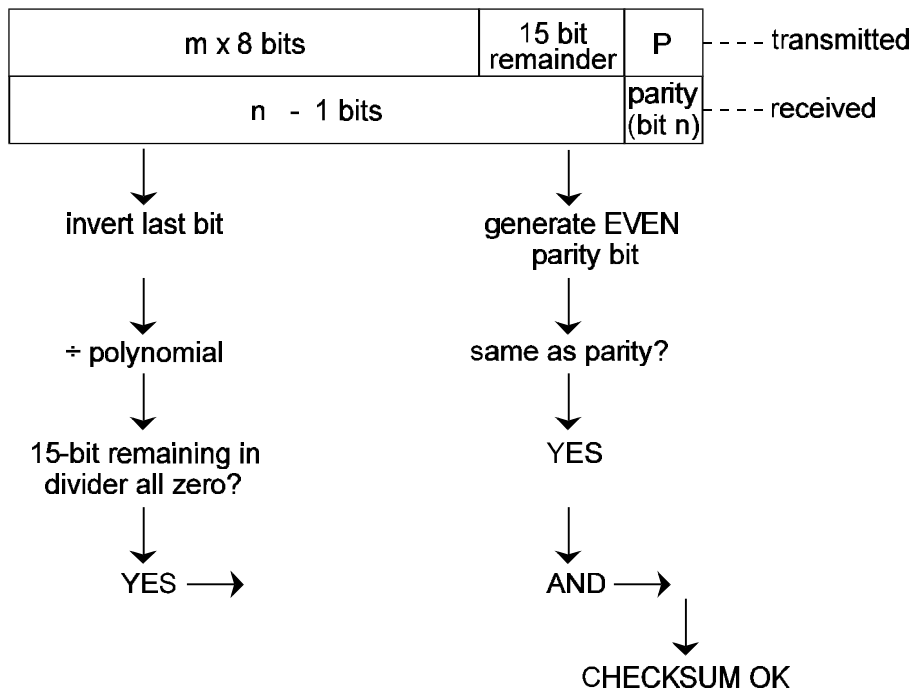 m x 8 bits
15 bit
remainder
P
transmitted
n - 1 bits
parity
(bit n)
received
invert last bit
generate EVEN
parity bit
÷ polynomial
same as parity?
15-bit remaining in
divider all zero?
YES
YES
AND
CHECKSUM OK